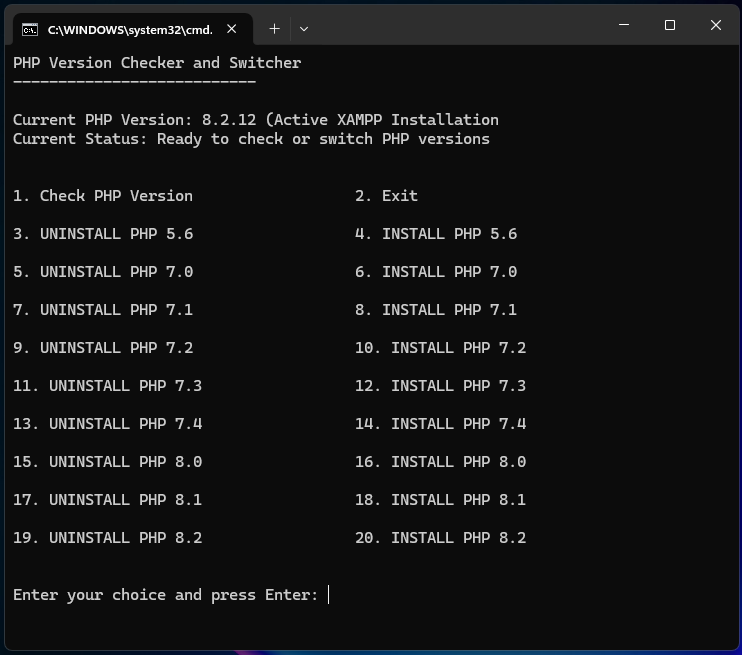 C:\WINDOWS\system32\cmd.
PHP Version Checker and Switcher
---------------------------
Current PHP Version: 8.2.12 (Active XAMPP Installation
Current Status: Ready to check or switch PHP versions
1. Check PHP Version 2. Exit
3. UNINSTALL PHP 5.6 4. INSTALL PHP 5.6
5. UNINSTALL PHP 7.0 6. INSTALL PHP 7.0
7. UNINSTALL PHP 7.1 8. INSTALL PHP 7.1
9. UNINSTALL PHP 7.2 10. INSTALL PHP 7.2
11. UNINSTALL PHP 7.3 12. INSTALL PHP 7.3
13. UNINSTALL PHP 7.4 14. INSTALL PHP 7.4
15. UNINSTALL PHP 8.0 16. INSTALL PHP 8.0
17. UNINSTALL PHP 8.1 18. INSTALL PHP 8.1
19. UNINSTALL PHP 8.2 20. INSTALL PHP 8.2
Enter your choice and press Enter: